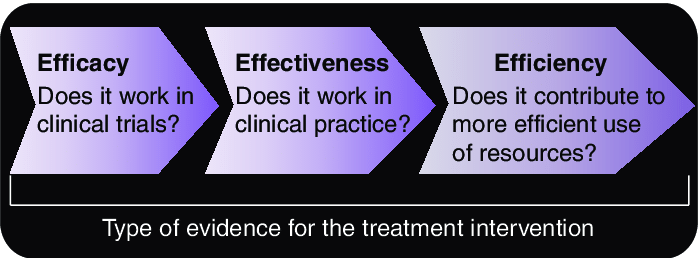 Efficacy
Does it work in
clinical trials?
Effectiveness
Does it work in
clinical practice?
Efficiency
Does it contribute to
more efficient use
of resources?
Type of evidence for the treatment intervention